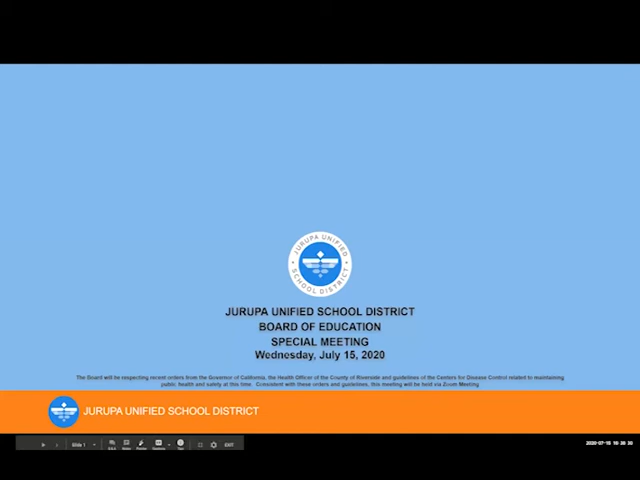 JURUPA UNIFIED
SCHOOL DISTRICT
JURUPA UNIFIED SCHOOL DISTRICT
BOARD OF EDUCATION
SPECIAL MEETING
Wednesday, July 15, 2020
The Board will be respecting recent orders from the Governor of California, the Health Officer of the County of Riverside and guidelines of the Centers for Disease Control related to maintaining
public health and safety at this time. Consistent with these orders and guidelines, this meeting will be held via Zoom Meeting
JURUPA UNIFIED SCHOOL DISTRICT
Slide 1
EXIT